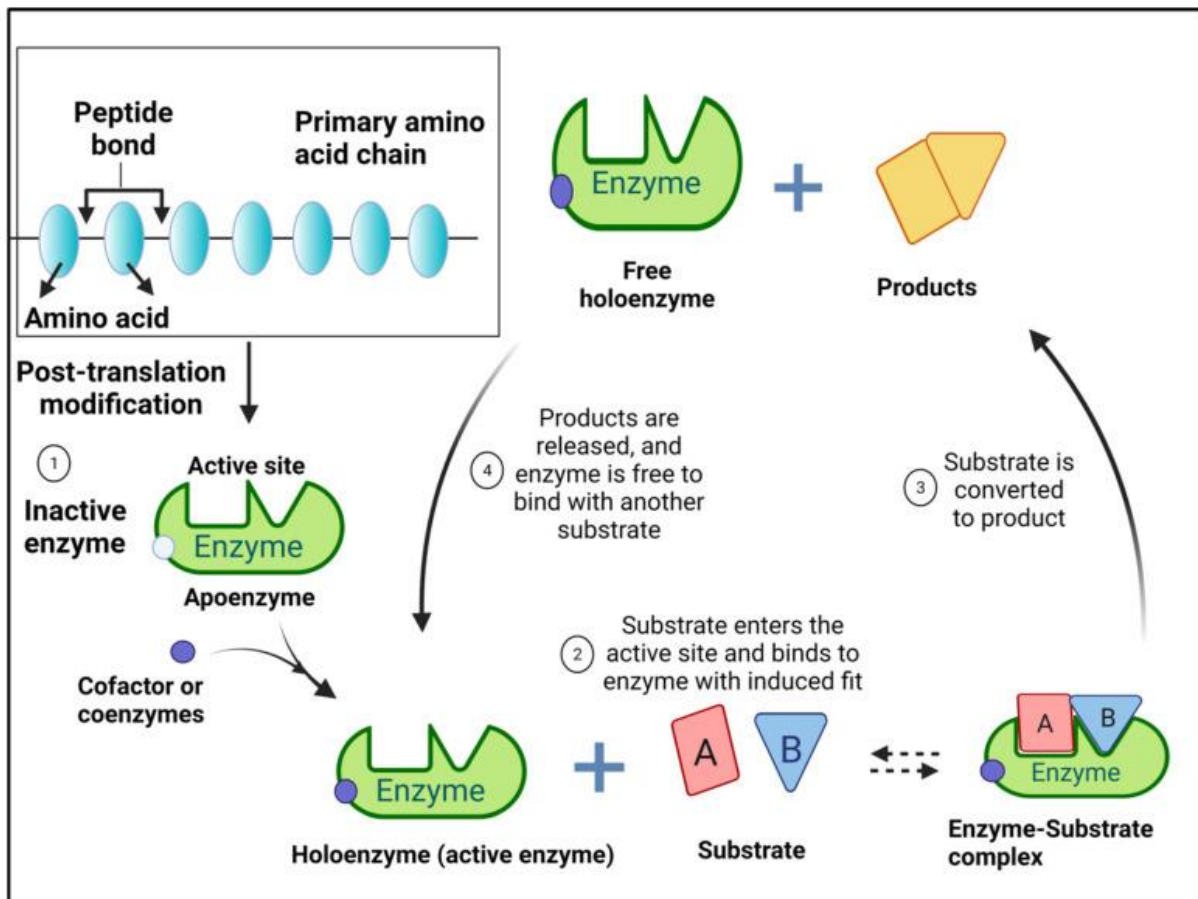 Peptide
bond
Primary amino
acid chain
Amino acid
Post-translation
modification
1
Inactive
enzyme
Active site
Enzyme
Apoenzyme
Cofactor or
coenzymes
Enzyme
Holoenzyme (active enzyme)
+
2
Substrate enters the
active site and binds to
enzyme with induced fit
A
B
Substrate
A
B
Enzyme
Enzyme-Substrate
complex
3
Substrate is
converted
to product
Enzyme
Free
holoenzyme
+
Products
4
Products are
released, and
enzyme is free to
bind with another
substrate